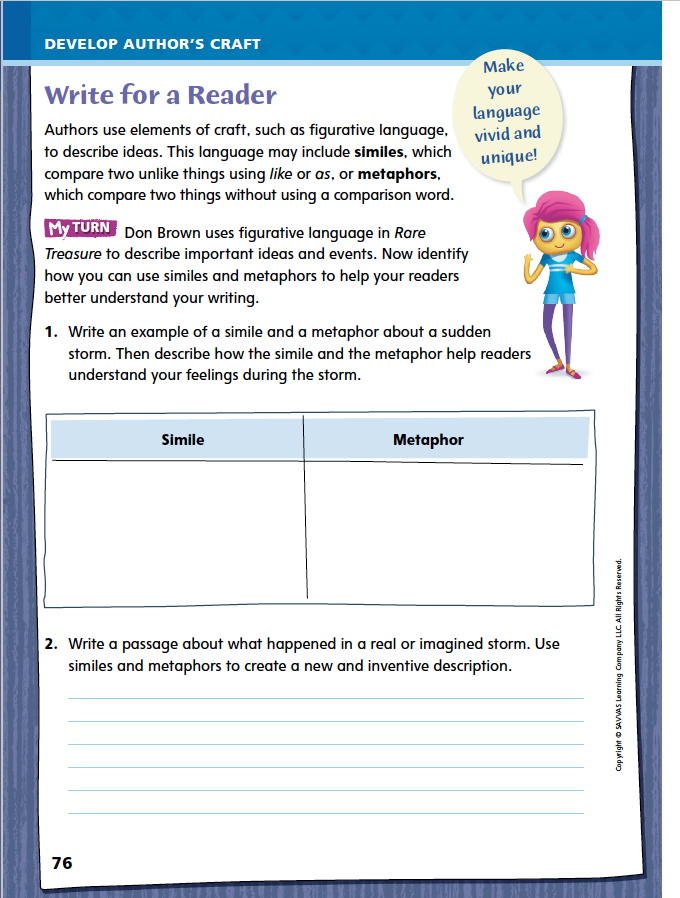 DEVELOP AUTHOR'S CRAFT
Write for a Reader
Make
your
language
vivid and
unique!
Authors use elements of craft, such as figurative language,
to describe ideas. This language may include similes, which
compare two unlike things using like or as, or metaphors,
which compare two things without using a comparison word.
My TURN Don Brown uses figurative language in Rare
Treasure to describe important ideas and events. Now identify
how you can use similes and metaphors to help your readers
better understand your writing.
1. Write an example of a simile and a metaphor about a sudden
storm. Then describe how the simile and the metaphor help readers
understand your feelings during the storm.
Simile Metaphor
2. Write a passage about what happened in a real or imagined storm. Use
similes and metaphors to create a new and inventive description.
Copyright © SAVVAS Learning Company LLC. All Rights Reserved.
76